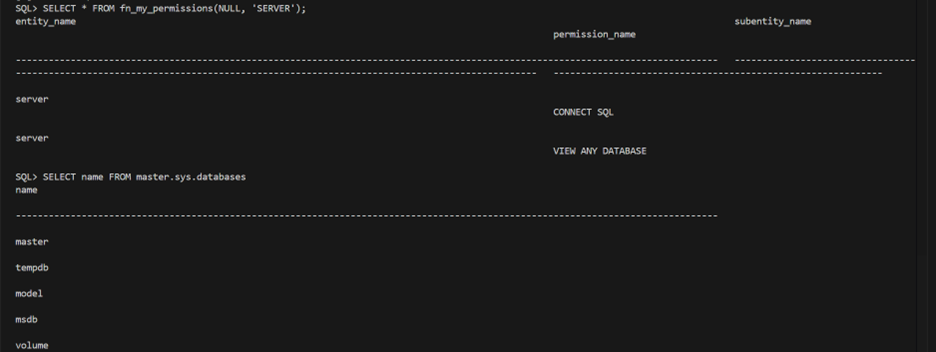 SQL> SELECT * FROM fn_my_permissions(NULL, 'SERVER');
entity_name subentity_name
permission_name
------------------------------------------------------------------------------------------------------------------------ -------------------------------
-------------------------------------------------------------------------------------------- --------------------------------------------------------
server
CONNECT SQL
server
VIEW ANY DATABASE
SQL> SELECT name FROM master.sys.databases
name
------------------------------------------------------------------------------------------------------------------------
master
tempdb
model
msdb
volume